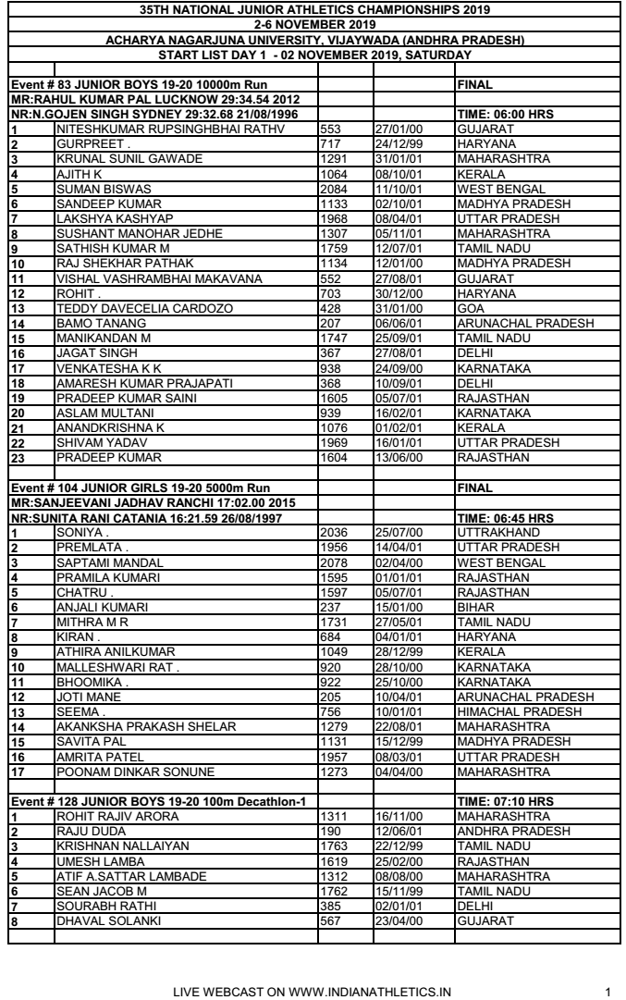 35TH NATIONAL JUNIOR ATHLETICS CHAMPIONSHIPS 2019
2-6 NOVEMBER 2019
ACHARYA NAGARJUNA UNIVERSITY, VIJAYWADA (ANDHRA PRADESH)
START LIST DAY 1 - 02 NOVEMBER 2019, SATURDAY
Event # 83 JUNIOR BOYS 19-20 10000m Run FINAL
MR:RAHUL KUMAR PAL LUCKNOW 29:34.54 2012
NR:N.GOJEN SINGH SYDNEY 29:32.68 21/08/1996 TIME: 06:00 HRS
1 NITESHKUMAR RUPSINGHBHAI RATHV 553 27/01/00 GUJARAT
2 GURPREET . 717 24/12/99 HARYANA
3 KRUNAL SUNIL GAWADE 1291 31/01/01 MAHARASHTRA
4 AJITH K 1064 08/10/01 KERALA
5 SUMAN BISWAS 2084 11/10/01 WEST BENGAL
6 SANDEEP KUMAR 1133 02/10/01 MADHYA PRADESH
7 LAKSHYA KASHYAP 1968 08/04/01 UTTAR PRADESH
8 SUSHANT MANOHAR JEDHE 1307 05/11/01 MAHARASHTRA
9 SATHISH KUMAR M 1759 12/07/01 TAMIL NADU
10 RAJ SHEKHAR PATHAK 1134 12/01/00 MADHYA PRADESH
11 VISHAL VASHRAMBHAI MAKAVANA 552 27/08/01 GUJARAT
12 ROHIT . 703 30/12/00 HARYANA
13 TEDDY DAVECELIA CARDOZO 428 31/01/00 GOA
14 BAMO TANANG 207 06/06/01 ARUNACHAL PRADESH
15 MANIKANDAN M 1747 25/09/01 TAMIL NADU
16 JAGAT SINGH 367 27/08/01 DELHI
17 VENKATESHA K K 938 24/09/00 KARNATAKA
18 AMARESH KUMAR PRAJAPATI 368 10/09/01 DELHI
19 PRADEEP KUMAR SAINI 1605 05/07/01 RAJASTHAN
20 ASLAM MULTANI 939 16/02/01 KARNATAKA
21 ANANDKRISHNA K 1076 01/02/01 KERALA
22 SHIVAM YADAV 1969 16/01/01 UTTAR PRADESH
23 PRADEEP KUMAR 1604 13/06/00 RAJASTHAN
Event # 104 JUNIOR GIRLS 19-20 5000m Run FINAL
MR:SANJEEVANI JADHAV RANCHI 17:02.00 2015
NR:SUNITA RANI CATANIA 16:21.59 26/08/1997 TIME: 06:45 HRS
1 SONIYA . 2036 25/07/00 UTTRAKHAND
2 PREMLATA . 1956 14/04/01 UTTAR PRADESH
3 SAPTAMI MANDAL 2078 02/04/00 WEST BENGAL
4 PRAMILA KUMARI 1595 01/01/01 RAJASTHAN
5 CHATRU . 1597 05/07/01 RAJASTHAN
6 ANJALI KUMARI 237 15/01/00 BIHAR
7 MITHRA M R 1731 27/05/01 TAMIL NADU
8 KIRAN . 684 04/01/01 HARYANA
9 ATHIRA ANILKUMAR 1049 28/12/99 KERALA
10 MALLESHWARI RAT . 920 28/10/00 KARNATAKA
11 BHOOMIKA . 922 25/10/00 KARNATAKA
12 JOTI MANE 205 10/04/01 ARUNACHAL PRADESH
13 SEEMA . 756 10/01/01 HIMACHAL PRADESH
14 AKANKSHA PRAKASH SHELAR 1279 22/08/01 MAHARASHTRA
15 SAVITA PAL 1131 15/12/99 MADHYA PRADESH
16 AMRITA PATEL 1957 08/03/01 UTTAR PRADESH
17 POONAM DINKAR SONUNE 1273 04/04/00 MAHARASHTRA
Event # 128 JUNIOR BOYS 19-20 100m Decathlon-1 TIME: 07:10 HRS
1 ROHIT RAJIV ARORA 1311 16/11/00 MAHARASHTRA
2 RAJU DUDA 190 12/06/01 ANDHRA PRADESH
3 KRISHNAN NALLAIYAN 1763 22/12/99 TAMIL NADU
4 UMESH LAMBA 1619 25/02/00 RAJASTHAN
5 ATIF A.SATTAR LAMBADE 1312 08/08/00 MAHARASHTRA
6 SEAN JACOB M 1762 15/11/99 TAMIL NADU
7 SOURABH RATHI 385 02/01/01 DELHI
8 DHAVAL SOLANKI 567 23/04/00 GUJARAT
LIVE WEBCAST ON WWW.INDIANATHLETICS.IN 1